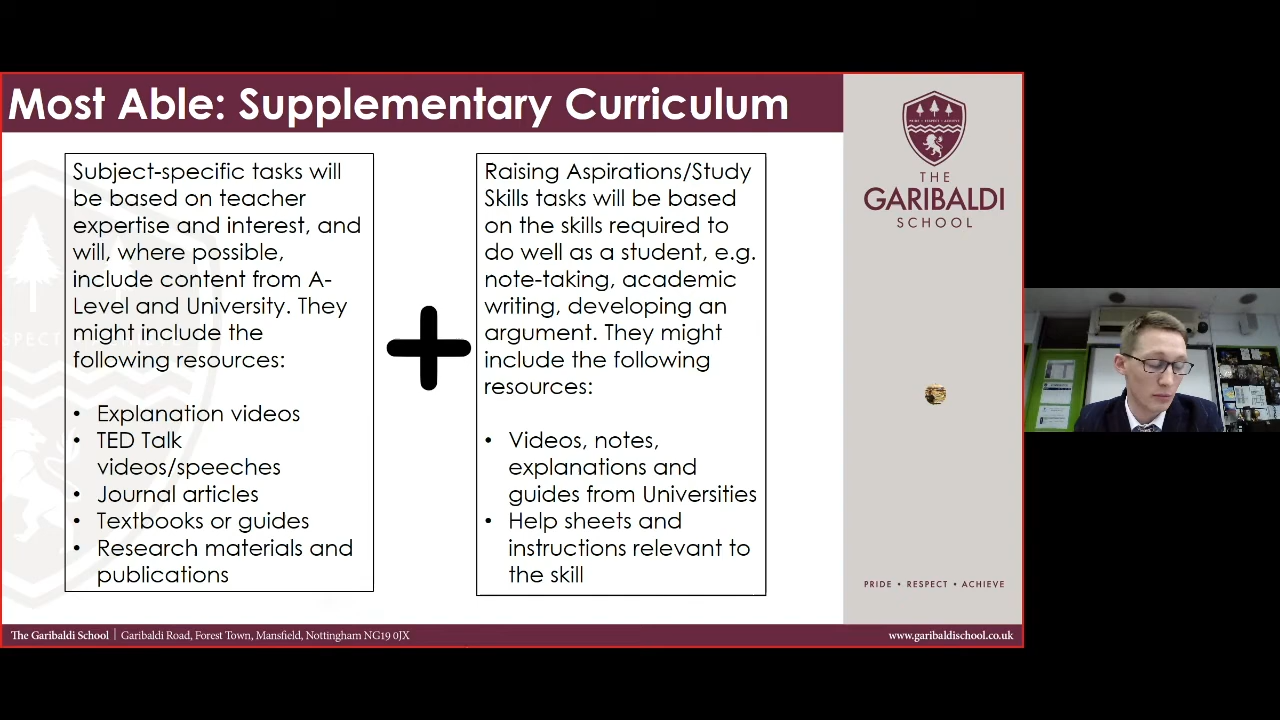 Most Able: Supplementary Curriculum
Subject-specific tasks will
be based on teacher
expertise and interest, and
will, where possible,
include content from A-
Level and University. They
might include the
following resources:
• Explanation videos
• TED Talk
videos/speeches
• Journal articles
• Textbooks or guides
• Research materials and
publications
Raising Aspirations/Study
Skills tasks will be based
on the skills required to
do well as a student, e.g.
note-taking, academic
writing, developing an
argument. They might
include the following
resources:
• Videos, notes,
explanations and
guides from Universities
• Help sheets and
instructions relevant to
the skill
PRIDE • RESPECT • ACHIEVE
THE
GARIBALDI
SCHOOL
PRIDE • RESPECT • ACHIEVE
The Garibaldi School | Garibaldi Road, Forest Town, Mansfield, Nottingham NG19 0JX
www.garibaldischool.co.uk